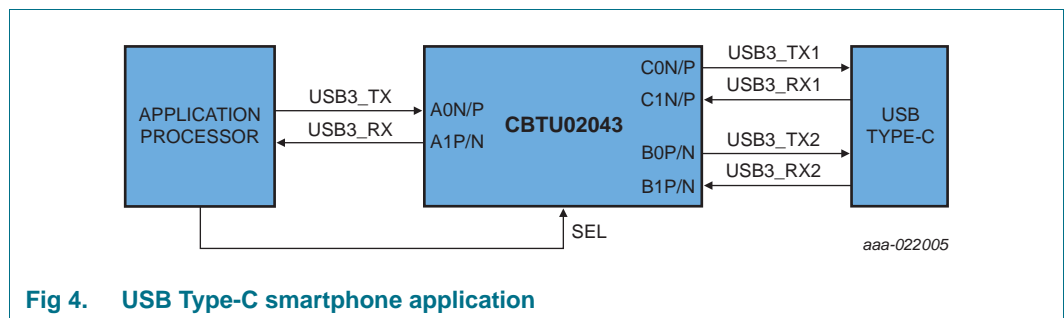 APPLICATION
PROCESSOR
USB3_TX
USB3_RX
A0N/P
A1P/N
CBTU02043
C0N/P
C1N/P
B0P/N
B1P/N
USB3_TX1
USB3_RX1
USB3_TX2
USB3_RX2
USB
TYPE-C
SEL
aaa-022005
Fig 4. USB Type-C smartphone application